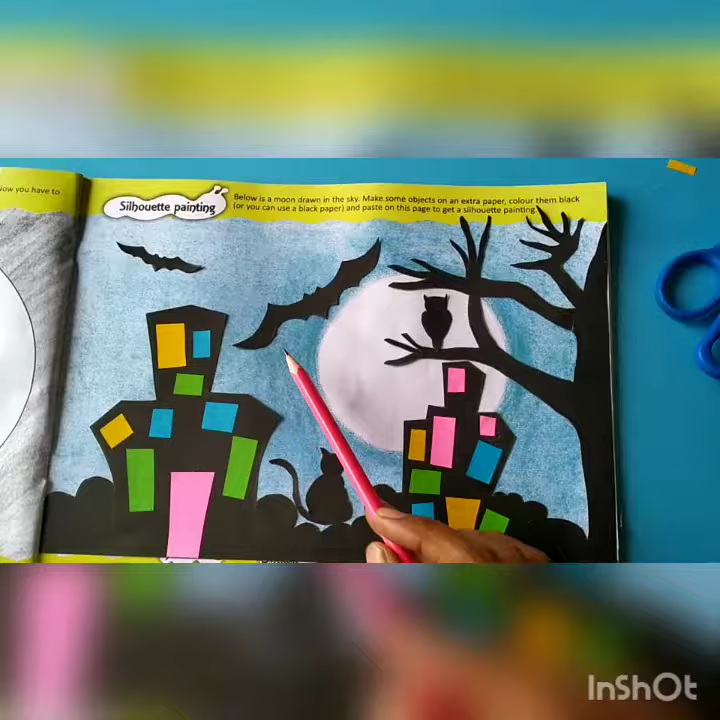 Now you have to
Silhouette painting
Below is a moon drawn in the sky. Make some objects on an extra paper, colour them black
(or you can use a black paper) and paste on this page to get a silhouette painting.
InShOt